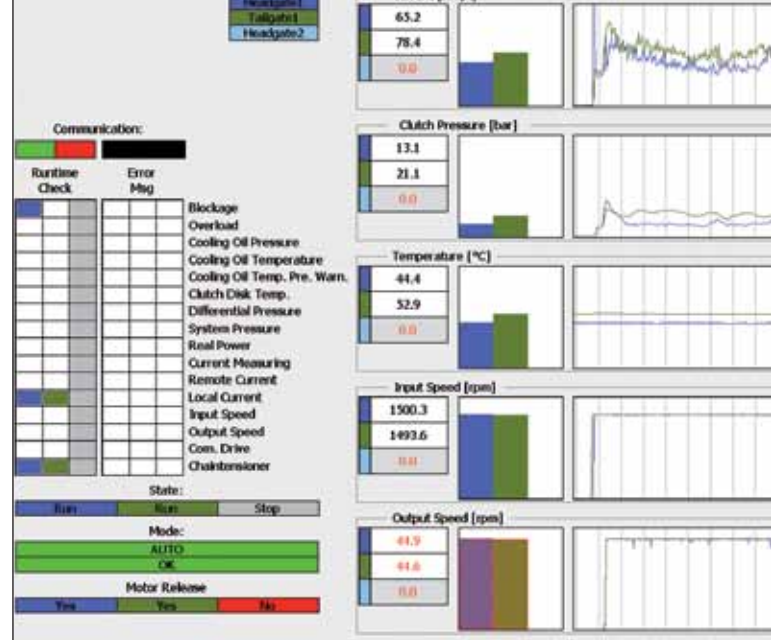 Headgate1
Tailgate1
Headgate2
Communication:
Runtime Check
Error Msg
Blockage
Overload
Cooling Oil Pressure
Cooling Oil Temperature
Cooling Oil Temp. Pre. Warn.
Clutch Disk Temp.
Differential Pressure
System Pressure
Real Power
Current Measuring
Remote Current
Local Current
Input Speed
Output Speed
Com. Drive
Chaintensioner
State:
Run Run Stop
Mode:
AUTO
OK
Motor Release
Yes Yes No
65.2
78.4
0.0
Clutch Pressure [bar]
13.1
21.1
0.0
Temperature [°C]
44.4
52.9
0.0
Input Speed [rpm]
1500.3
1493.6
0.0
Output Speed [rpm]
44.9
44.6
0.0